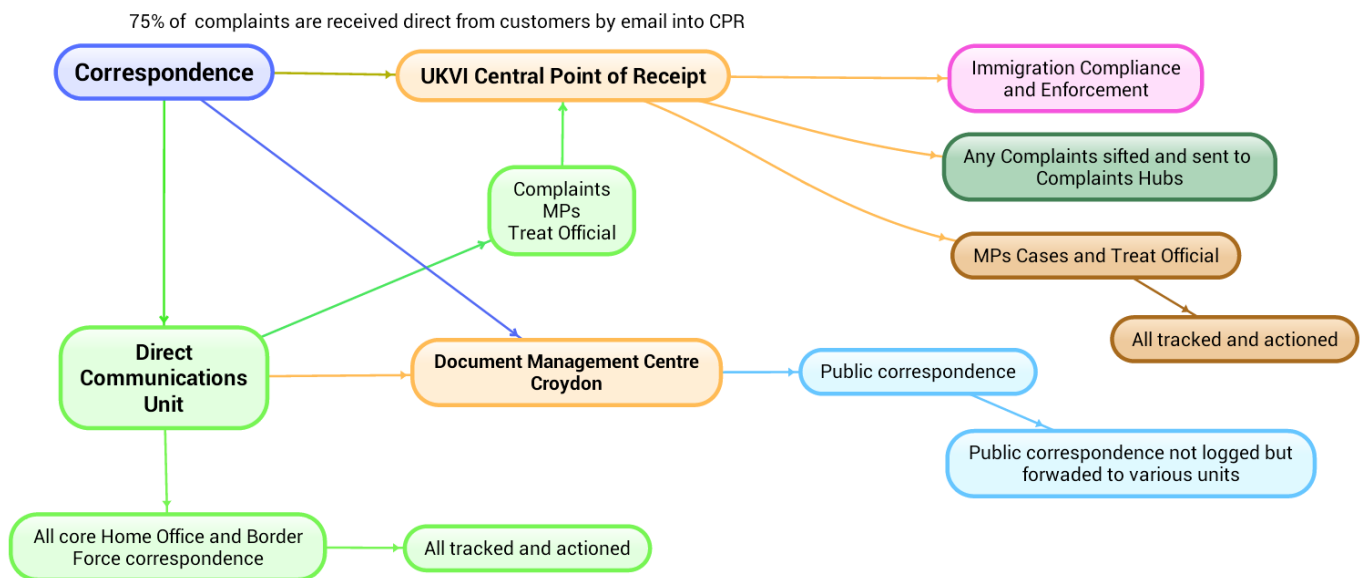 75% of complaints are received direct from customers by email into CPR
Correspondence
UKVI Central Point of Receipt
Immigration Compliance
and Enforcement
Any Complaints sifted and sent to
Complaints Hubs
Complaints
MPs
Treat Official
MPs Cases and Treat Official
All tracked and actioned
Direct
Communications
Unit
Document Management Centre
Croydon
Public correspondence
Public correspondence not logged but
forwaded to various units
All core Home Office and Border
Force correspondence
All tracked and actioned